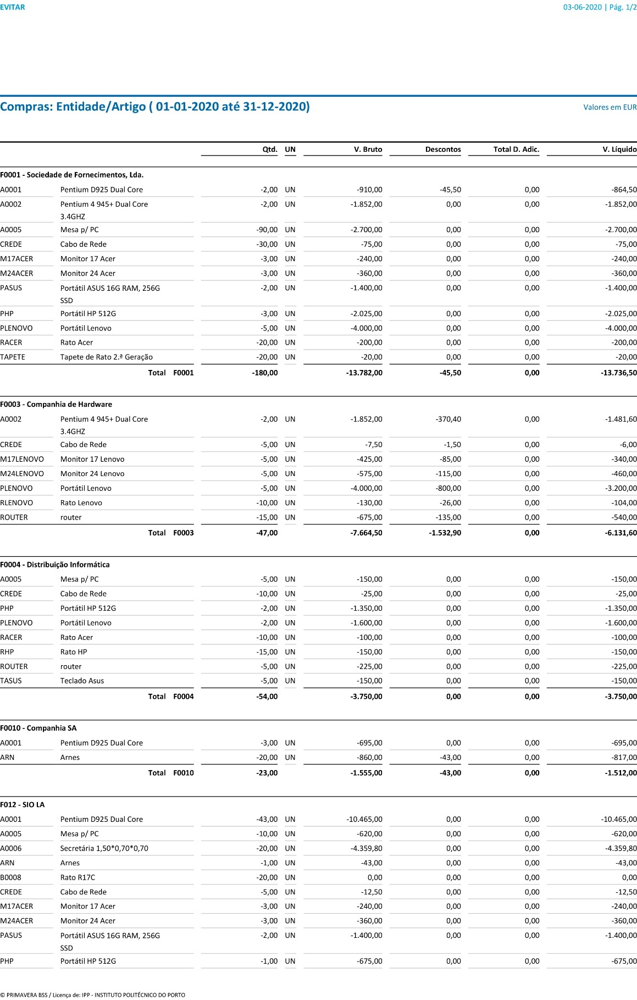 EVITAR 03-06-2020 | Pág. 1/2
Compras: Entidade/Artigo ( 01-01-2020 até 31-12-2020) Valores em EUR
Qtd. UN V. Bruto Descontos Total D. Adic. V. Líquido
F0001 - Sociedade de Fornecimentos, Lda.
A0001 Pentium D925 Dual Core -2,00 UN -910,00 -45,50 0,00 -864,50
A0002 Pentium 4 945+ Dual Core -2,00 UN -1.852,00 0,00 0,00 -1.852,00
3.4GHZ
A0005 Mesa p/ PC -90,00 UN -2.700,00 0,00 0,00 -2.700,00
CREDE Cabo de Rede -30,00 UN -75,00 0,00 0,00 -75,00
M17ACER Monitor 17 Acer -3,00 UN -240,00 0,00 0,00 -240,00
M24ACER Monitor 24 Acer -3,00 UN -360,00 0,00 0,00 -360,00
PASUS Portátil ASUS 16G RAM, 256G -2,00 UN -1.400,00 0,00 0,00 -1.400,00
SSD
PHP Portátil HP 512G -3,00 UN -2.025,00 0,00 0,00 -2.025,00
PLENOVO Portátil Lenovo -5,00 UN -4.000,00 0,00 0,00 -4.000,00
RACER Rato Acer -20,00 UN -200,00 0,00 0,00 -200,00
TAPETE Tapete de Rato 2.ª Geração -20,00 UN -20,00 0,00 0,00 -20,00
Total F0001 -180,00 -13.782,00 -45,50 0,00 -13.736,50
F0003 - Companhia de Hardware
A0002 Pentium 4 945+ Dual Core -2,00 UN -1.852,00 -370,40 0,00 -1.481,60
3.4GHZ
CREDE Cabo de Rede -5,00 UN -7,50 -1,50 0,00 -6,00
M17LENOVO Monitor 17 Lenovo -5,00 UN -425,00 -85,00 0,00 -340,00
M24LENOVO Monitor 24 Lenovo -5,00 UN -575,00 -115,00 0,00 -460,00
PLENOVO Portátil Lenovo -5,00 UN -4.000,00 -800,00 0,00 -3.200,00
RLENOVO Rato Lenovo -10,00 UN -130,00 -26,00 0,00 -104,00
ROUTER router -15,00 UN -675,00 -135,00 0,00 -540,00
Total F0003 -47,00 -7.664,50 -1.532,90 0,00 -6.131,60
F0004 - Distribuição Informática
A0005 Mesa p/ PC -5,00 UN -150,00 0,00 0,00 -150,00
CREDE Cabo de Rede -10,00 UN -25,00 0,00 0,00 -25,00
PHP Portátil HP 512G -2,00 UN -1.350,00 0,00 0,00 -1.350,00
PLENOVO Portátil Lenovo -2,00 UN -1.600,00 0,00 0,00 -1.600,00
RACER Rato Acer -10,00 UN -100,00 0,00 0,00 -100,00
RHP Rato HP -15,00 UN -150,00 0,00 0,00 -150,00
ROUTER router -5,00 UN -225,00 0,00 0,00 -225,00
TASUS Teclado Asus -5,00 UN -150,00 0,00 0,00 -150,00
Total F0004 -54,00 -3.750,00 0,00 0,00 -3.750,00
F0010 - Companhia SA
A0001 Pentium D925 Dual Core -3,00 UN -695,00 0,00 0,00 -695,00
ARN Arnes -20,00 UN -860,00 -43,00 0,00 -817,00
Total F0010 -23,00 -1.555,00 -43,00 0,00 -1.512,00
F012 - SIO LA
A0001 Pentium D925 Dual Core -43,00 UN -10.465,00 0,00 0,00 -10.465,00
A0005 Mesa p/ PC -10,00 UN -620,00 0,00 0,00 -620,00
A0006 Secretária 1,50*0,70*0,70 -20,00 UN -4.359,80 0,00 0,00 -4.359,80
ARN Arnes -1,00 UN -43,00 0,00 0,00 -43,00
B0008 Rato R17C -20,00 UN 0,00 0,00 0,00 0,00
CREDE Cabo de Rede -5,00 UN -12,50 0,00 0,00 -12,50
M17ACER Monitor 17 Acer -3,00 UN -240,00 0,00 0,00 -240,00
M24ACER Monitor 24 Acer -3,00 UN -360,00 0,00 0,00 -360,00
PASUS Portátil ASUS 16G RAM, 256G -2,00 UN -1.400,00 0,00 0,00 -1.400,00
SSD
PHP Portátil HP 512G -1,00 UN -675,00 0,00 0,00 -675,00
© PRIMAVERA BSS / Licença de: IPP - INSTITUTO POLITÉCNICO DO PORTO